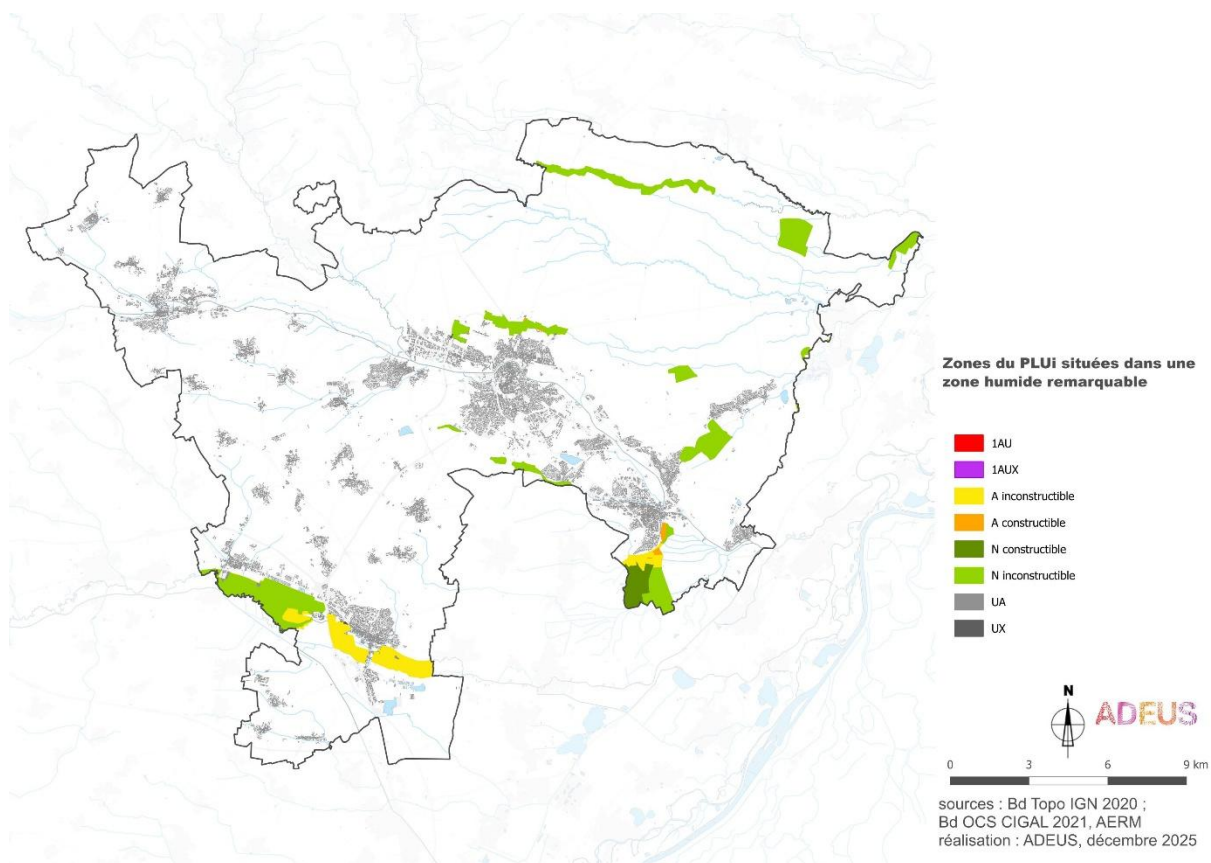 Zones du PLUi situées dans une
zone humide remarquable
1AU
1AUX
A inconstructible
A constructible
N constructible
N inconstructible
UA
UX
N
ADEUS
0 3 6 9 km
sources : Bd Topo IGN 2020 ;
Bd OCS CIGAL 2021, AERM
réalisation : ADEUS, décembre 2025